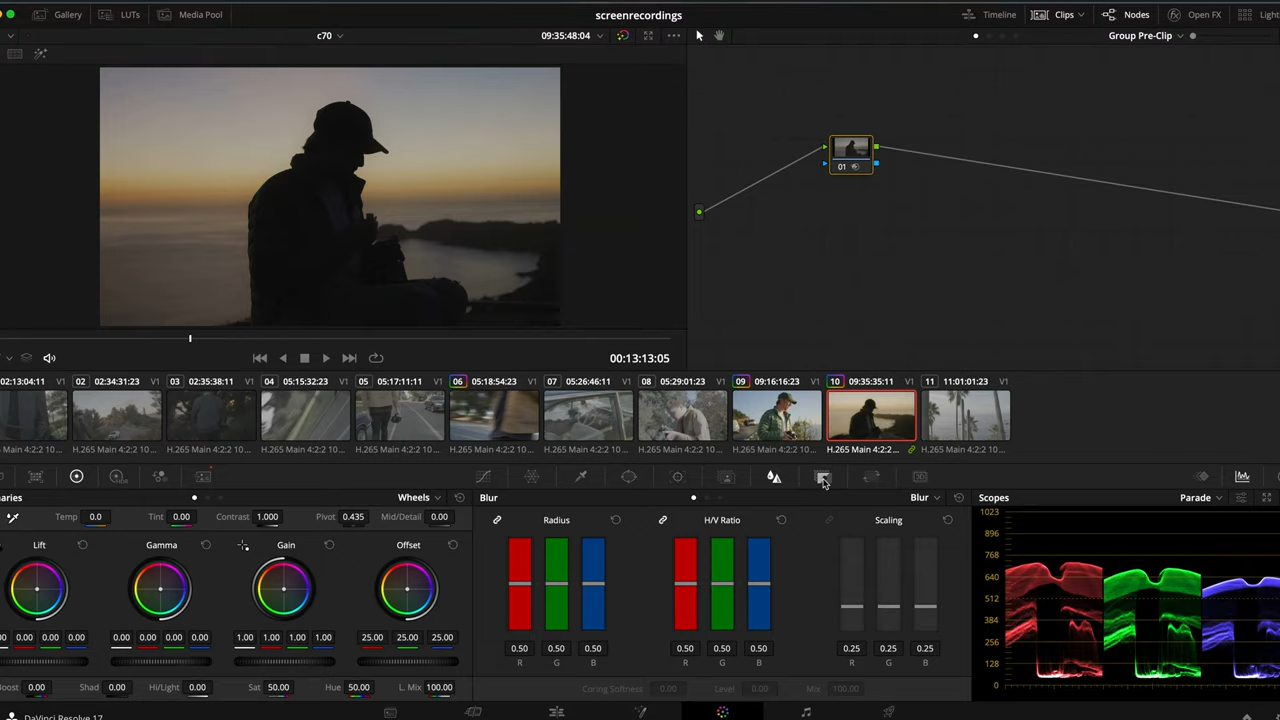 Gallery LUTs Media Pool screenrecordings Timeline Clips Nodes Open FX Light
c70 09:35:48:04 Group Pre-Clip
01
00:13:13:05
02:13:04:11 V1 02 02:34:31:23 V1 03 02:35:38:11 V1 04 05:15:32:23 V1 05 05:17:11:11 V1 06 05:18:54:23 V1 07 05:26:46:11 V1 08 05:29:01:23 V1 09 09:16:16:23 V1 10 09:35:35:11 V1 11 11:01:01:23 V1
H.265 Main 4:2:2 10... H.265 Main 4:2:2 10... H.265 Main 4:2:2 10... H.265 Main 4:2:2 10... H.265 Main 4:2:2 10... H.265 Main 4:2:2 10... H.265 Main 4:2:2 10... H.265 Main 4:2:2 10... H.265 Main 4:2:2... H.265 Main 4:2:2 10...
naries Wheels Blur Blur Scopes Parade
Temp 0.0 Tint 0.00 Contrast 1.000 Pivot 0.435 Mid/Detail 0.00 Radius H/V Ratio Scaling
Lift Gamma Gain Offset
0.00 0.00 0.00 0.00 0.00 0.00 0.00 1.00 1.00 1.00 1.00 25.00 25.00 25.00
0.50 0.50 0.50 0.50 0.50 0.50 0.25 0.25 0.25
R G B R G B R G B
Boost 0.00 Shad 0.00 Hi/Light 0.00 Sat 50.00 Hue 50.00 L. Mix 100.00 Coring Softness 0.00 Level 0.00 Mix 100.00
1023
896
768
640
512
384
256
128
0
DaVinci Resolve 17